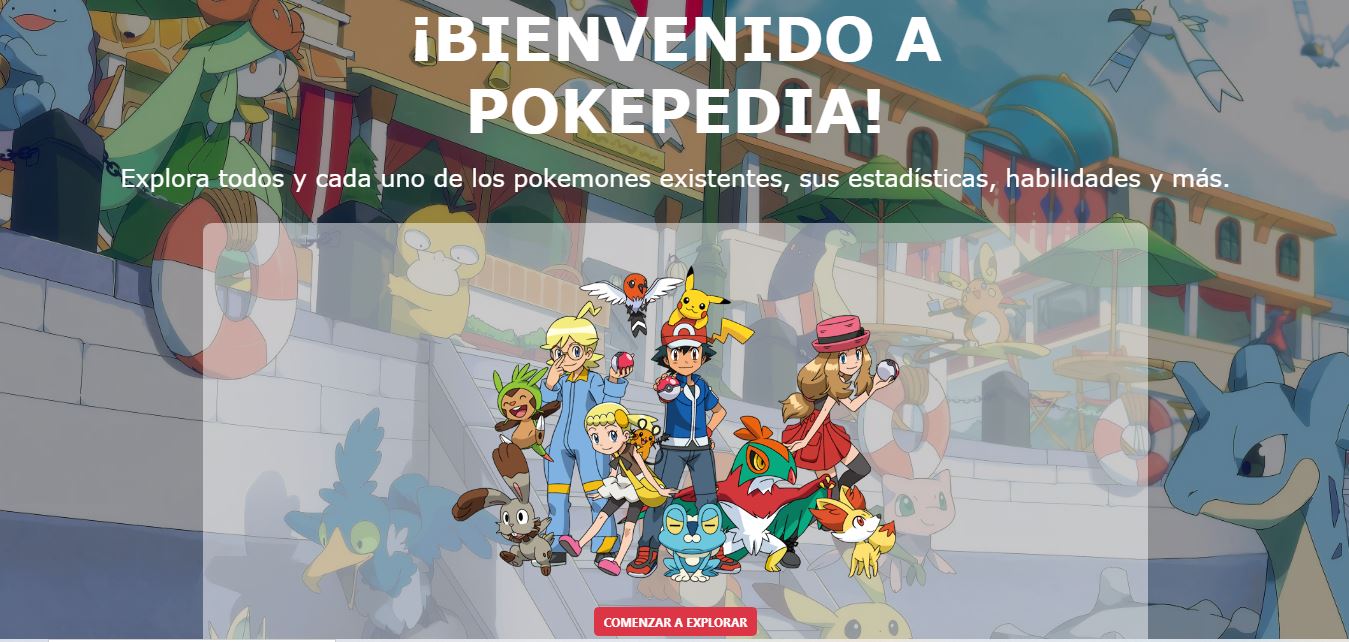 ¡BIENVENIDO A
POKEPEDIA!
Explora todos y cada uno de los pokemones existentes, sus estadísticas, habilidades y más.
COMENZAR A EXPLORAR